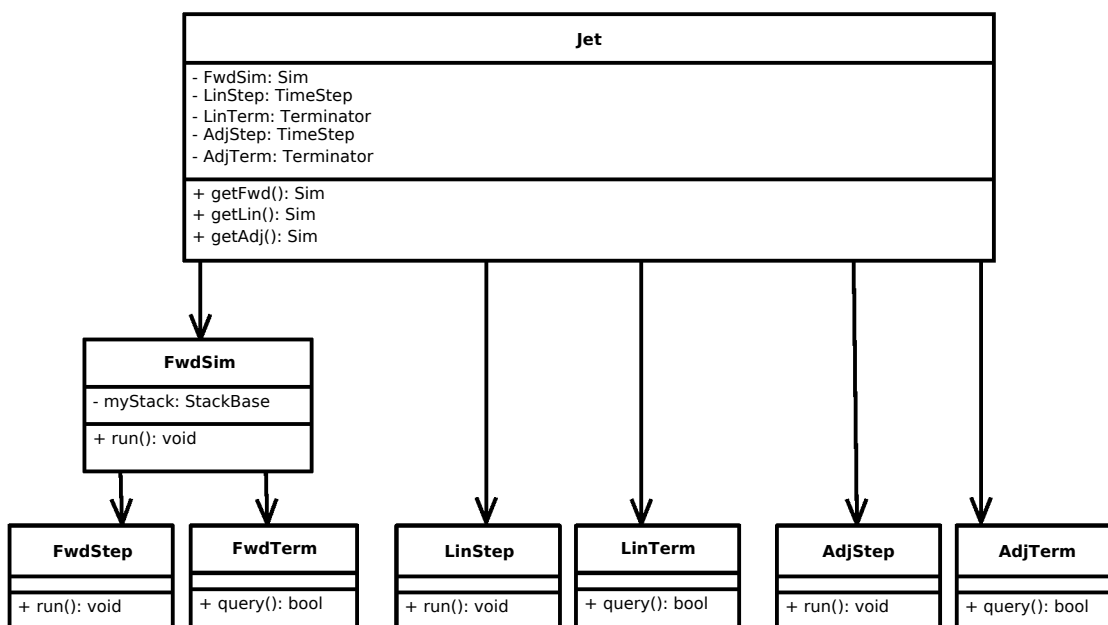 Jet
- FwdSim: Sim
- LinStep: TimeStep
- LinTerm: Terminator
- AdjStep: TimeStep
- AdjTerm: Terminator
+ getFwd(): Sim
+ getLin(): Sim
+ getAdj(): Sim
FwdSim
- myStack: StackBase
+ run(): void
FwdStep
+ run(): void
FwdTerm
+ query(): bool
LinStep
+ run(): void
LinTerm
+ query(): bool
AdjStep
+ run(): void
AdjTerm
+ query(): bool